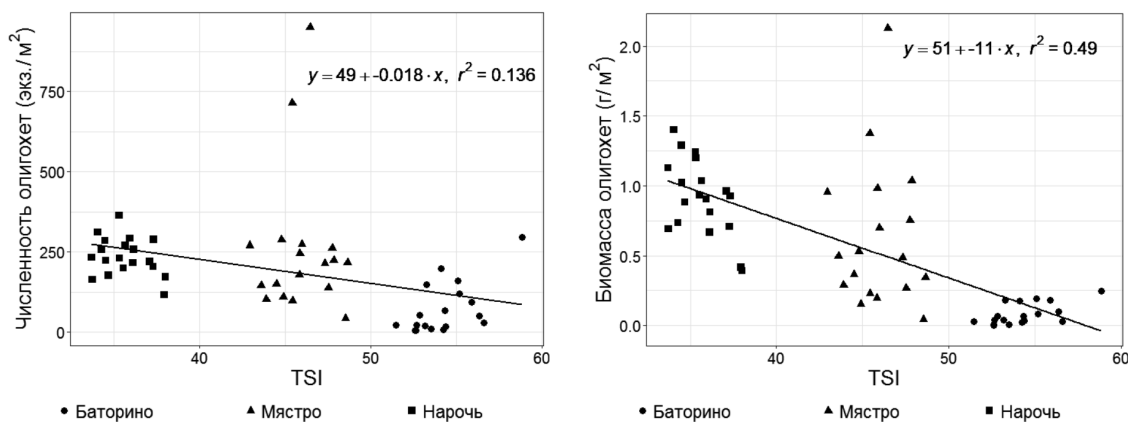 Численность олигохет (экз./м²)
750
500
250
0
y = 49 + -0.018 · x, r² = 0.136
40 50 60
TSI
Баторино Мястро Нарочь
Биомасса олигохет (г/м²)
2.0
1.5
1.0
0.5
0.0
y = 51 + -11 · x, r² = 0.49
40 50 60
TSI
Баторино Мястро Нарочь